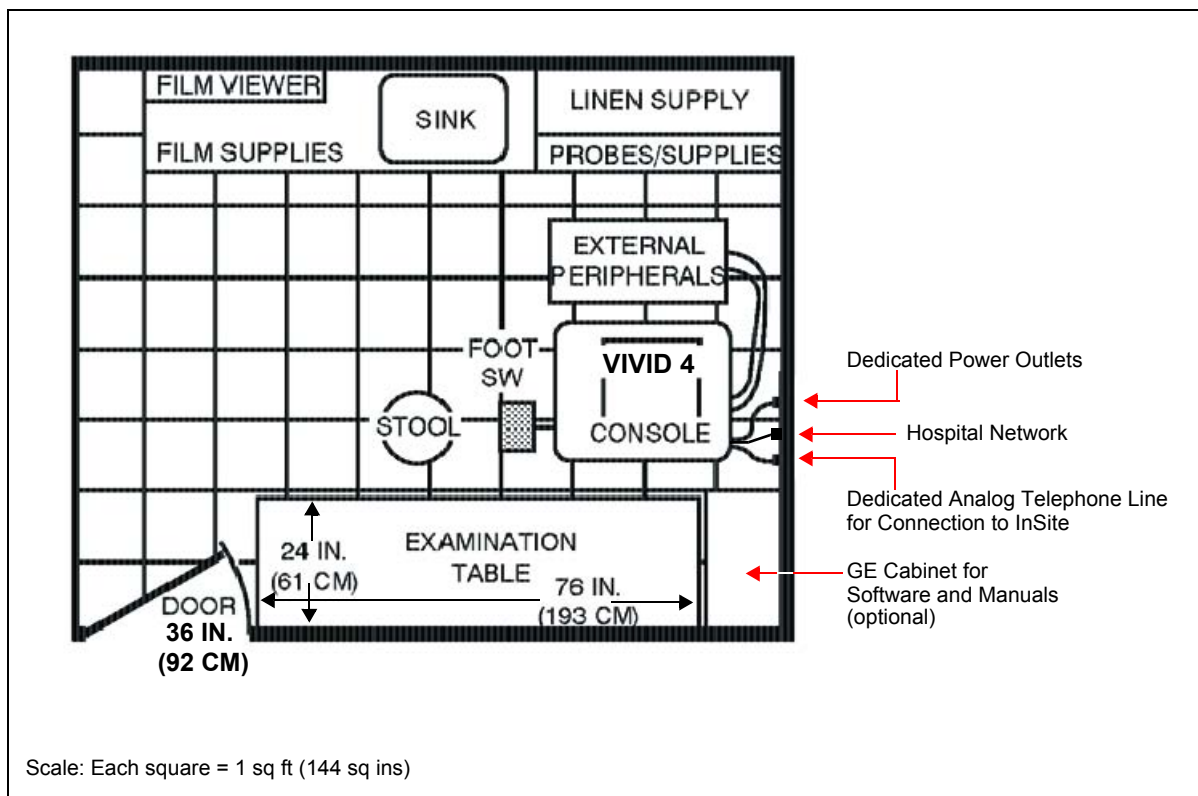 FILM VIEWER
SINK
LINEN SUPPLY
FILM SUPPLIES
PROBES/SUPPLIES
EXTERNAL
PERIPHERALS
FOOT
SW
VIVID 4
STOOL
CONSOLE
Dedicated Power Outlets
Hospital Network
Dedicated Analog Telephone Line
for Connection to InSite
24 IN.
(61 CM)
EXAMINATION
TABLE
76 IN.
(193 CM)
GE Cabinet for
Software and Manuals
(optional)
DOOR
36 IN.
(92 CM)
Scale: Each square = 1 sq ft (144 sq ins)